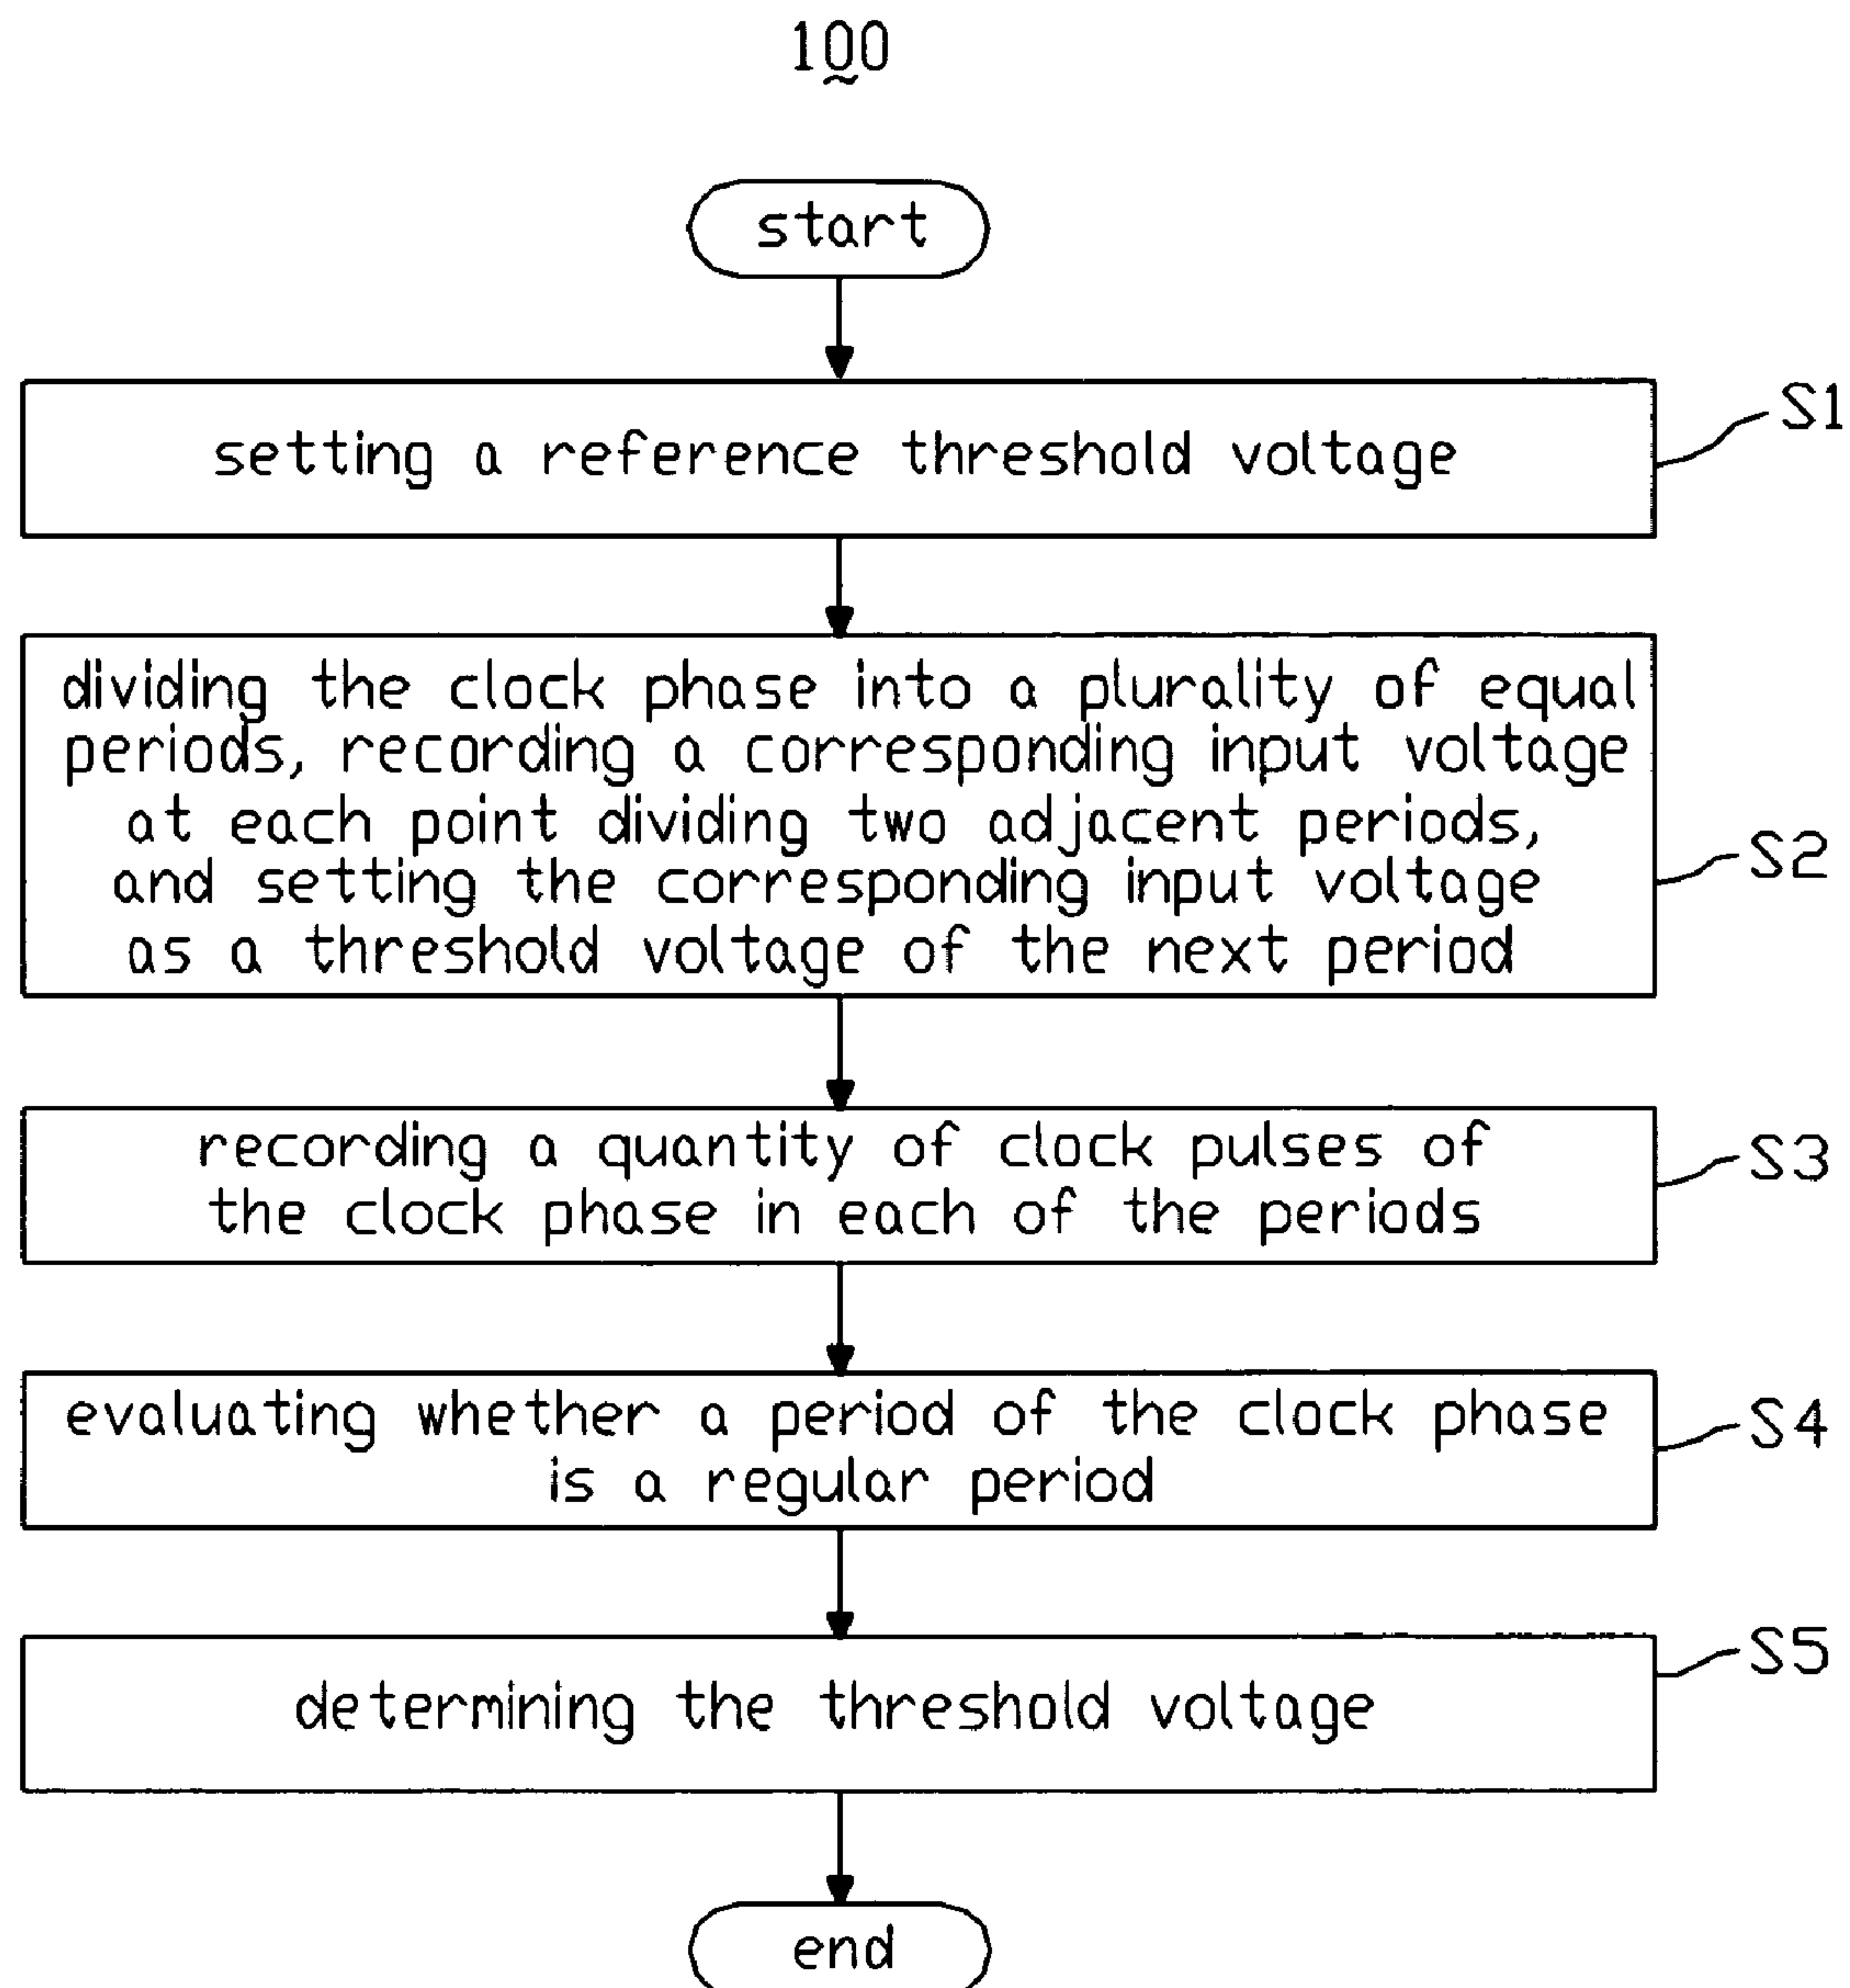 100
start
setting a reference threshold voltage
S1
dividing the clock phase into a plurality of equal
periods, recording a corresponding input voltage
at each point dividing two adjacent periods,
and setting the corresponding input voltage
as a threshold voltage of the next period
S2
recording a quantity of clock pulses of
the clock phase in each of the periods
S3
evaluating whether a period of the clock phase
is a regular period
S4
determining the threshold voltage
S5
end